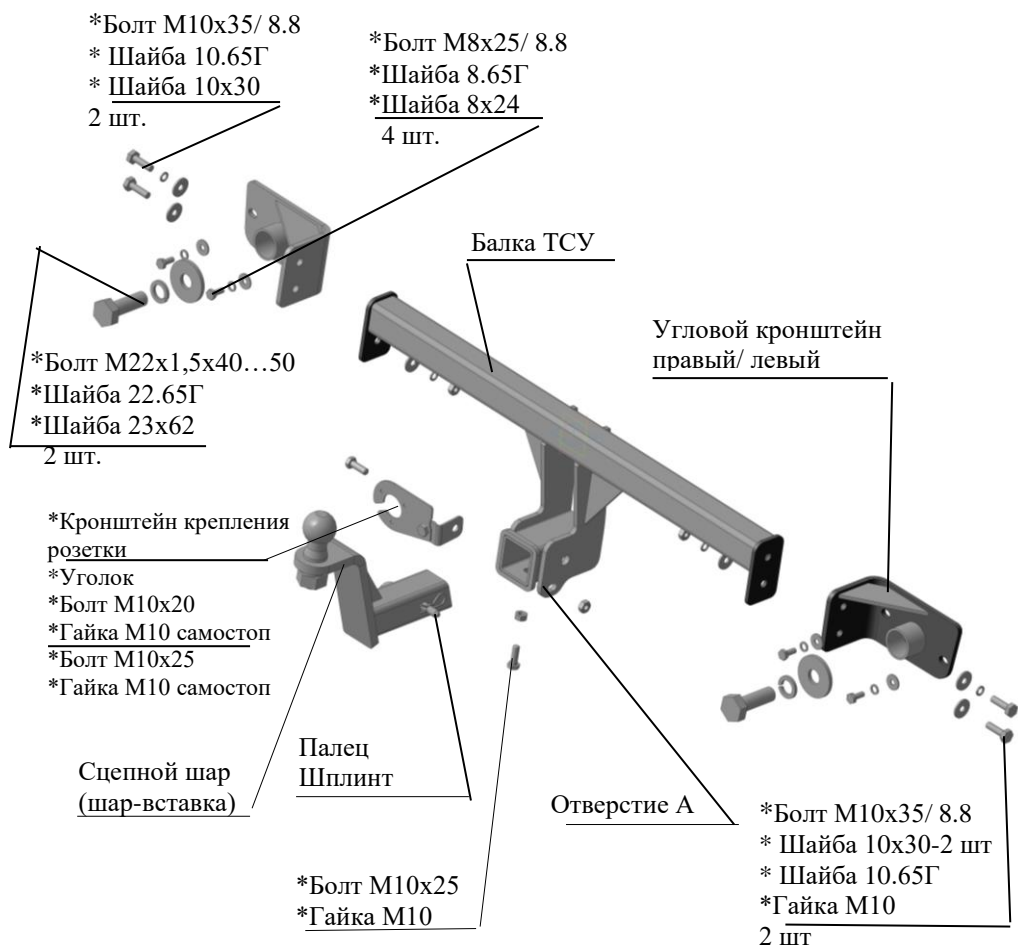 *Болт М10х35/ 8.8
* Шайба 10.65Г
* Шайба 10х30
2 шт.
*Болт М8х25/ 8.8
*Шайба 8.65Г
*Шайба 8х24
4 шт.
Балка ТСУ
Угловой кронштейн
правый/ левый
*Болт М22х1,5х40…50
*Шайба 22.65Г
*Шайба 23х62
2 шт.
*Кронштейн крепления
розетки
*Уголок
*Болт М10х20
*Гайка М10 самостоп
*Болт М10х25
*Гайка М10 самостоп
Сцепной шар
(шар-вставка)
Палец
Шплинт
Отверстие А
*Болт М10х25
*Гайка М10
*Болт М10х35/ 8.8
* Шайба 10х30-2 шт
* Шайба 10.65Г
*Гайка М10
2 шт